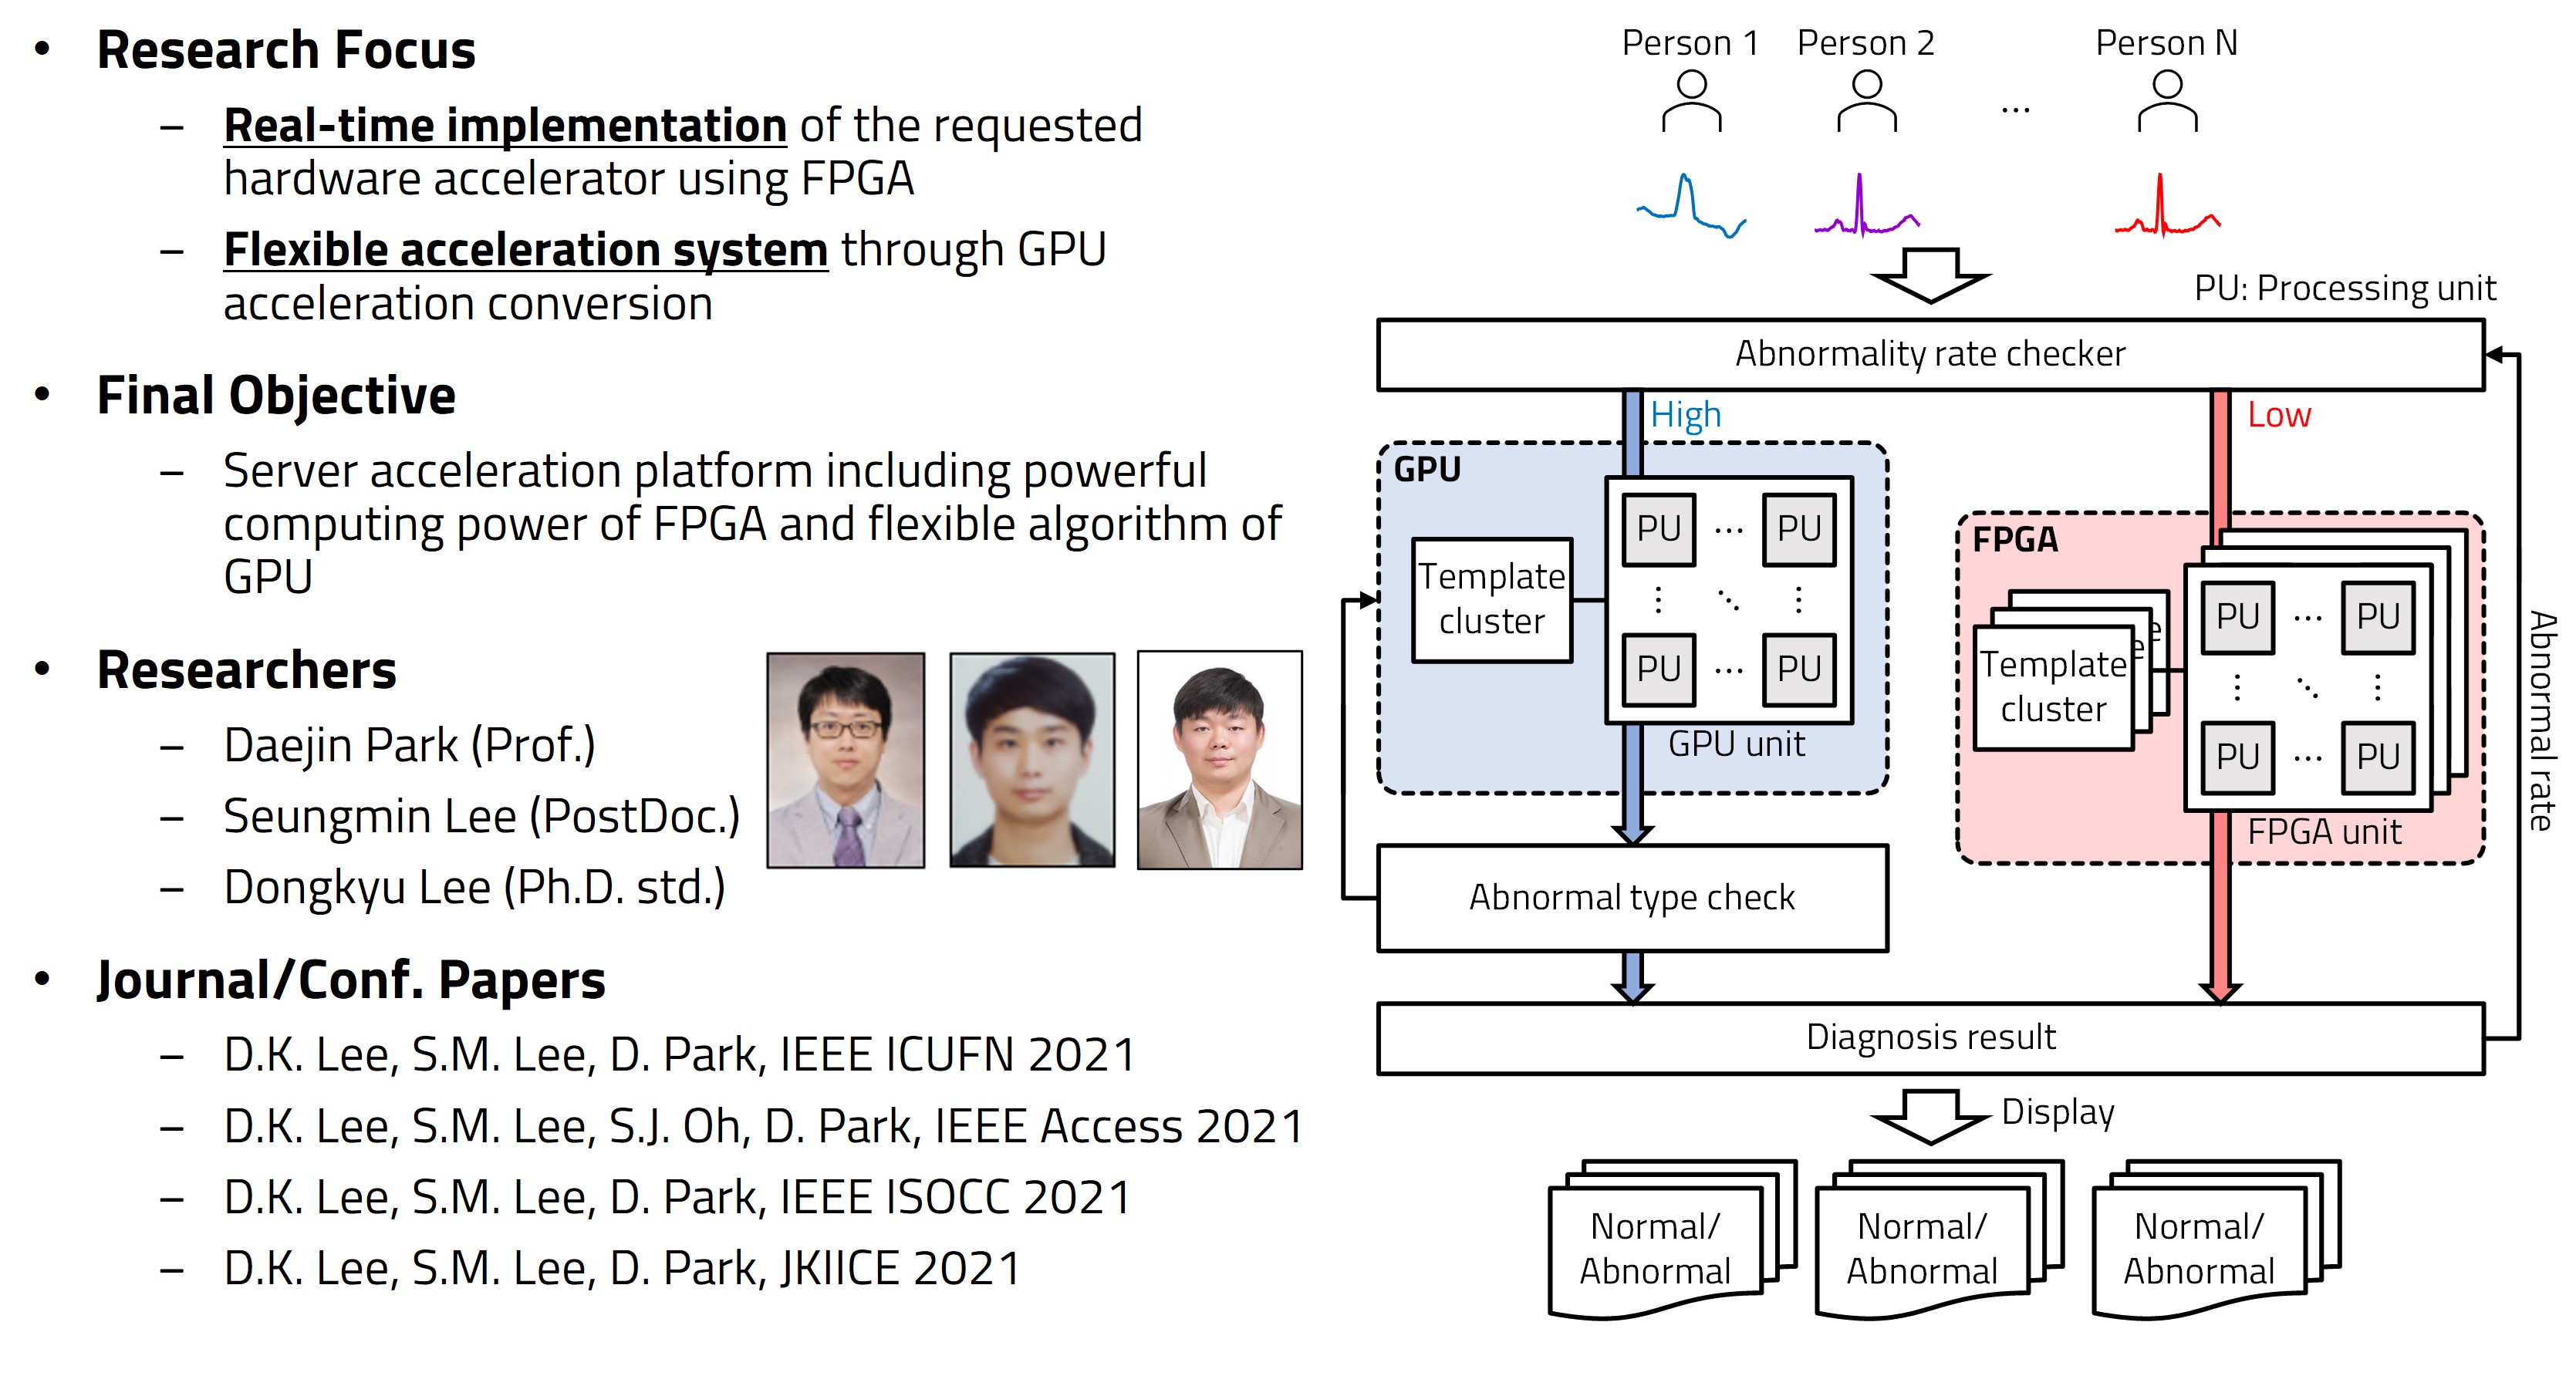 • Research Focus
– Real-time implementation of the requested
hardware accelerator using FPGA
– Flexible acceleration system through GPU
acceleration conversion
• Final Objective
– Server acceleration platform including powerful
computing power of FPGA and flexible algorithm of
GPU
• Researchers
– Daejin Park (Prof.)
– Seungmin Lee (PostDoc.)
– Dongkyu Lee (Ph.D. std.)
• Journal/Conf. Papers
– D.K. Lee, S.M. Lee, D. Park, IEEE ICUFN 2021
– D.K. Lee, S.M. Lee, S.J. Oh, D. Park, IEEE Access 2021
– D.K. Lee, S.M. Lee, D. Park, IEEE ISOCC 2021
– D.K. Lee, S.M. Lee, D. Park, JKIICE 2021
Person 1 Person 2 Person N
...
PU: Processing unit
Abnormality rate checker
High
Low
GPU
PU ... PU
Template
cluster
PU ... PU
GPU unit
FPGA
PU ... PU
Template
cluster
PU ... PU
FPGA unit
Abnormal rate
Abnormal type check
Diagnosis result
Display
Normal/
Abnormal
Normal/
Abnormal
Normal/
Abnormal